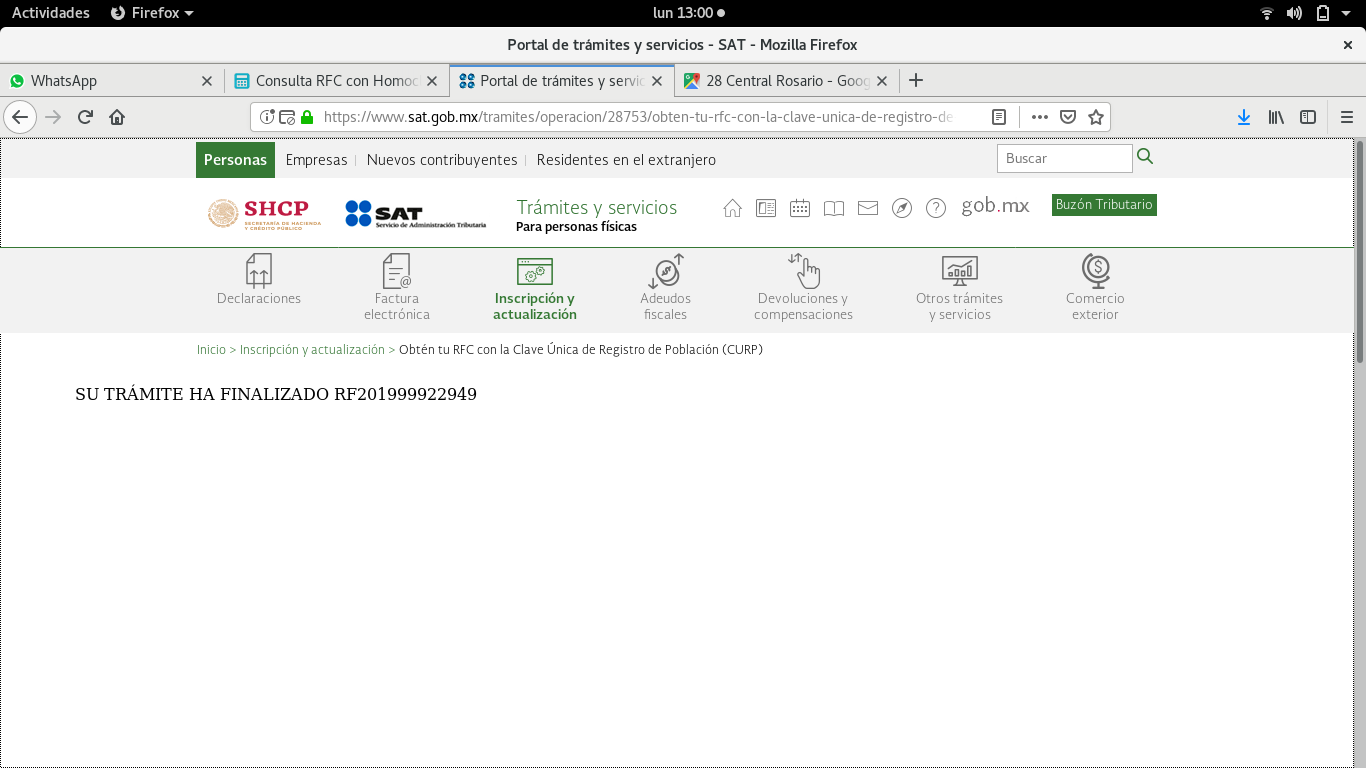 Actividades Firefox lun 13:00
Portal de trámites y servicios - SAT - Mozilla Firefox
WhatsApp Consulta RFC con Homoc Portal de trámites y servic 28 Central Rosario - Goog
https://www.sat.gob.mx/tramites/operacion/28753/obten-tu-rfc-con-la-clave-unica-de-registro-de
Personas Empresas Nuevos contribuyentes Residentes en el extranjero Buscar
SHCP
SECRETARÍA DE HACIENDA
Y CRÉDITO PÚBLICO
SAT
Servicio de Administración Tributaria
Trámites y servicios
Para personas físicas
gob.mx
Buzón Tributario
Declaraciones
Factura
electrónica
Inscripción y
actualización
Adeudos
fiscales
Devoluciones y
compensaciones
Otros trámites
y servicios
Comercio
exterior
Inicio > Inscripción y actualización > Obtén tu RFC con la Clave Única de Registro de Población (CURP)
SU TRÁMITE HA FINALIZADO RF201999922949